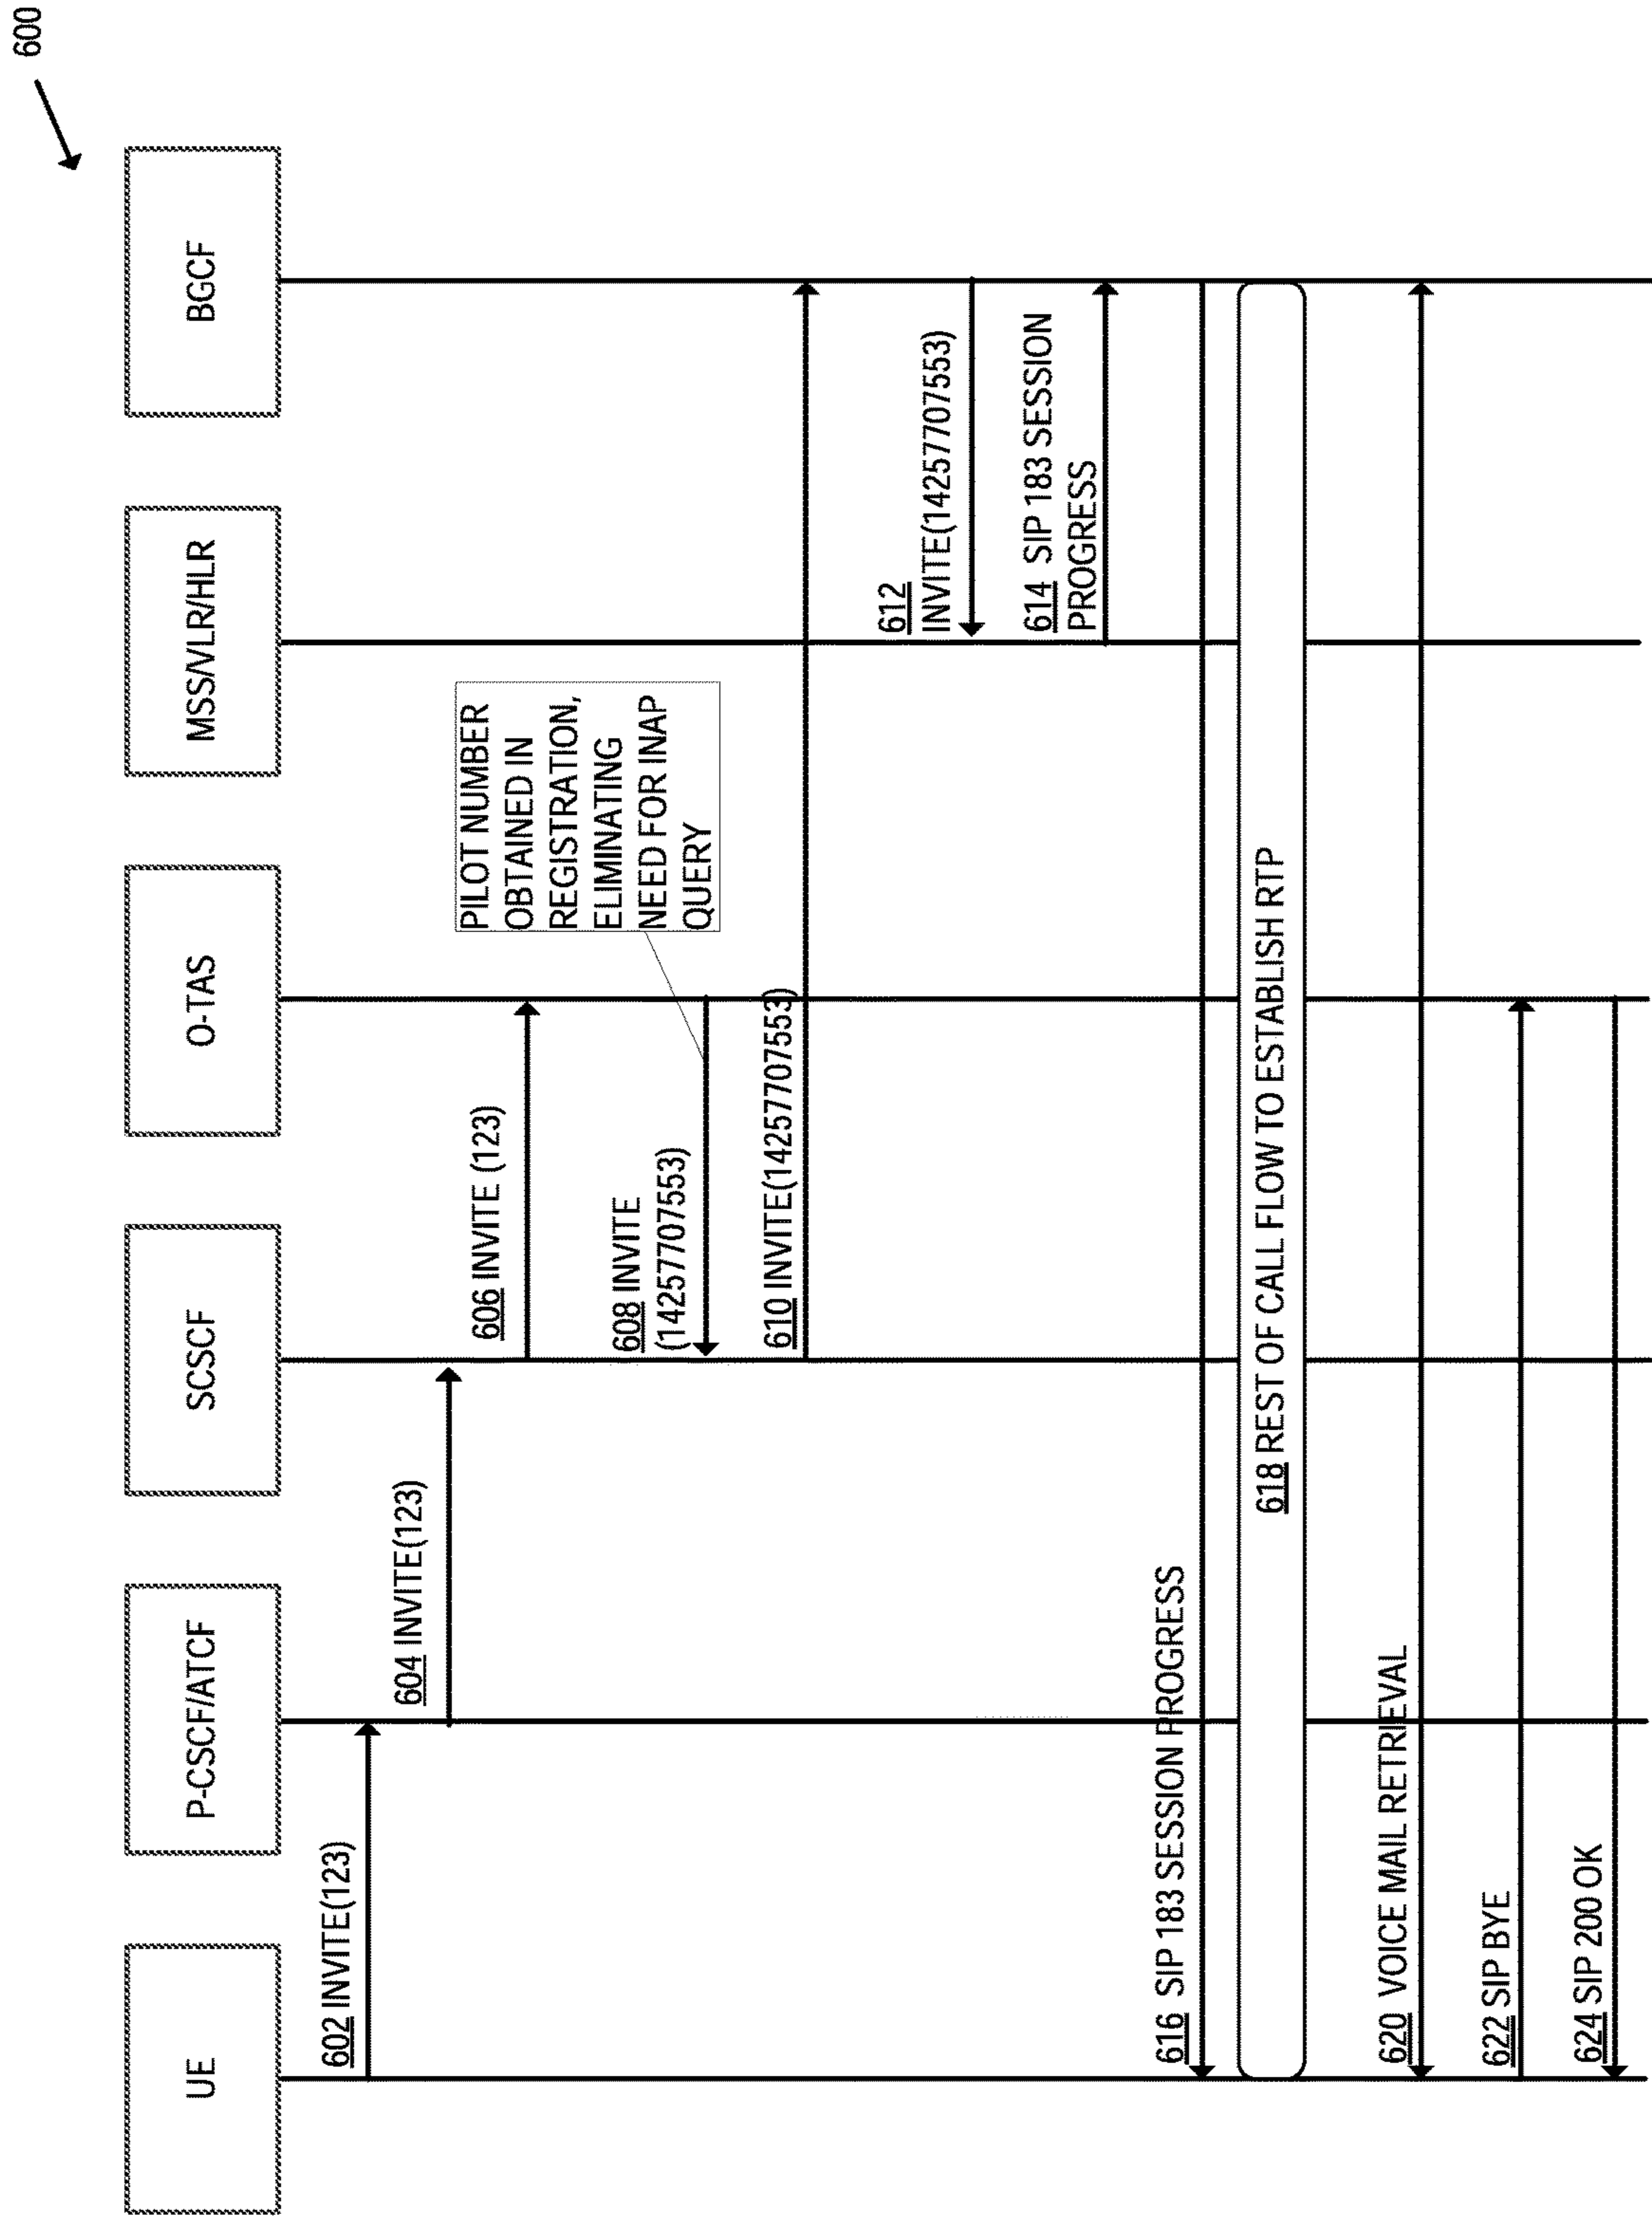 600
UE
P-CSCF/ATCF
SCSCF
O-TAS
MSS/VLR/HLR
BGCF
602 INVITE(123)
604 INVITE(123)
606 INVITE (123)
PILOT NUMBER
OBTAINED IN
REGISTRATION,
ELIMINATING
NEED FOR INAP
QUERY
608 INVITE
(14257707553)
610 INVITE(14257707553)
612
INVITE(14257707553)
614 SIP 183 SESSION
PROGRESS
616 SIP 183 SESSION PROGRESS
618 REST OF CALL FLOW TO ESTABLISH RTP
620 VOICE MAIL RETRIEVAL
622 SIP BYE
624 SIP 200 OK